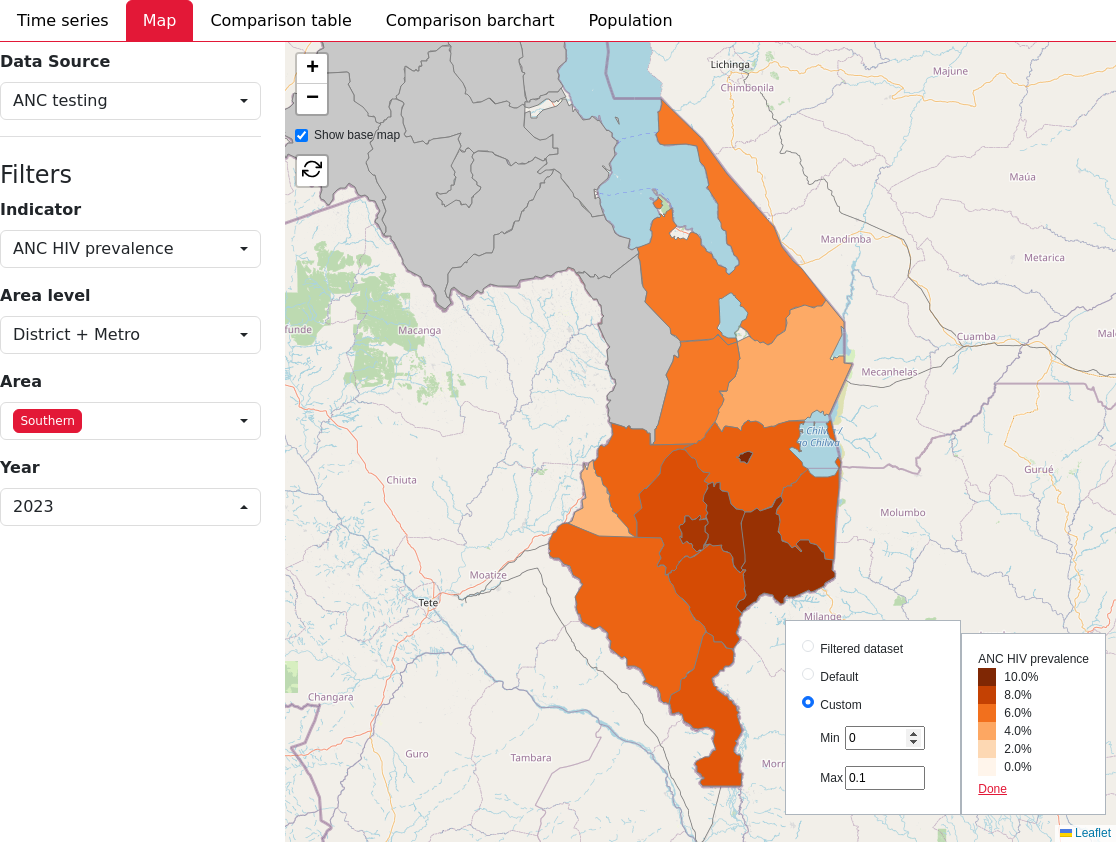 Time series
Map
Comparison table
Comparison barchart
Population
Data Source
ANC testing
Filters
Indicator
ANC HIV prevalence
Area level
District + Metro
Area
Southern
Year
2023
+
−
Show base map
Lichinga
Chimbonila
Majune
Maúa
Mandimba
Metarica
Macanga
Cuamba
Mecanhelas
Chiuta
Gurué
Molumbo
Moatize
Tete
Milange
Changara
Guro
Tambara
Filtered dataset
Default
Custom
Min 0
Max 0.1
ANC HIV prevalence
10.0%
8.0%
6.0%
4.0%
2.0%
0.0%
Done
Leaflet